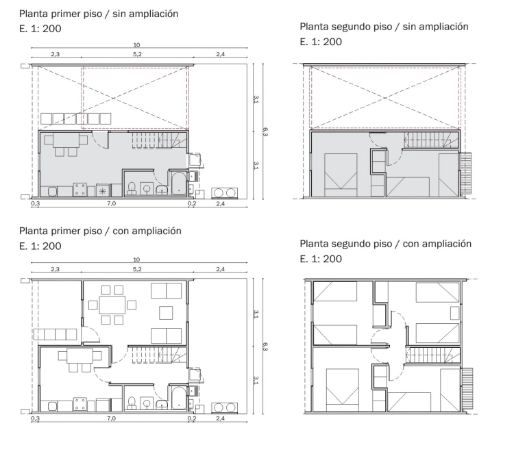 Planta primer piso / sin ampliación
E. 1: 200
Planta segundo piso / sin ampliación
E. 1: 200
10
2,3 5,2 2,4
3,1
6,3
3,1
0,3 7,0 0,2 2,4
Planta primer piso / con ampliación
E. 1: 200
Planta segundo piso / con ampliación
E. 1: 200
10
2,3 5,2 2,4
3,1
6,3
3,1
0,3 7,0 0,2 2,4